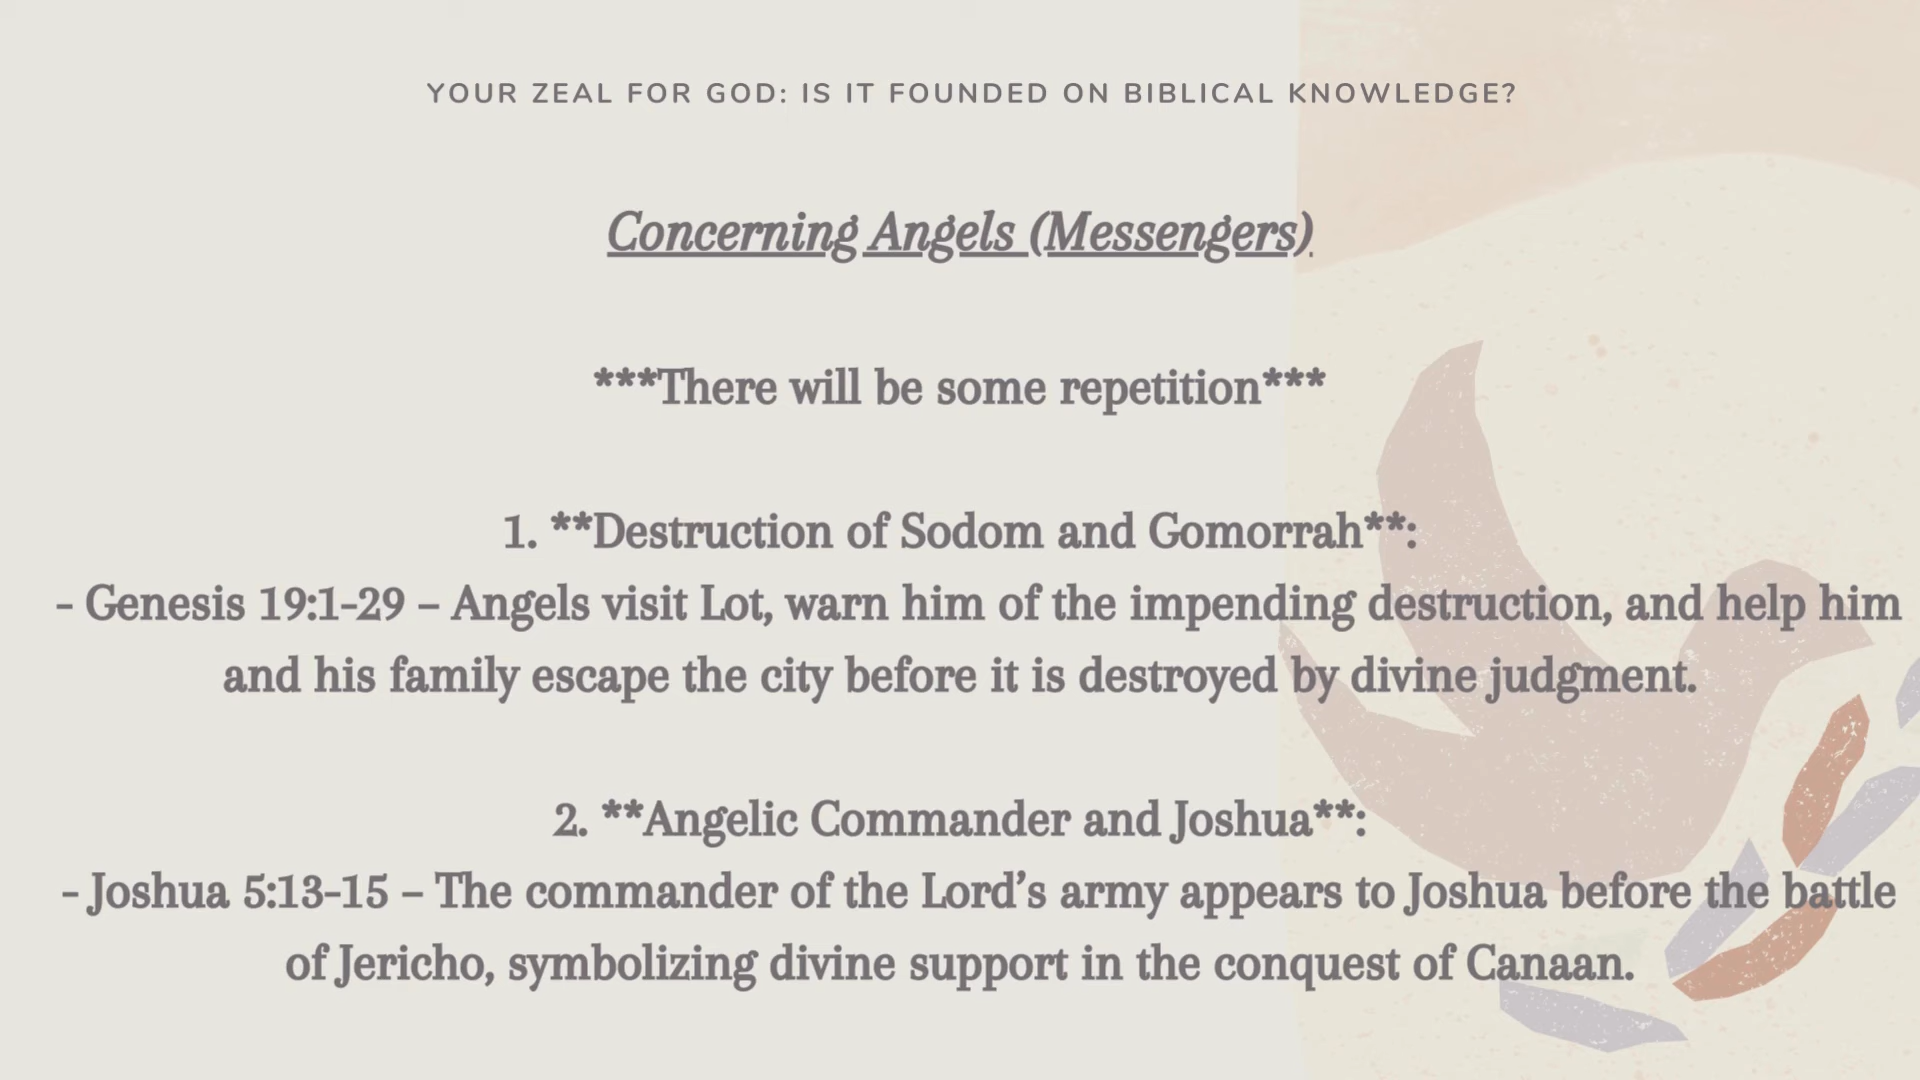 YOUR ZEAL FOR GOD: IS IT FOUNDED ON BIBLICAL KNOWLEDGE?
Concerning Angels (Messengers)
***There will be some repetition***
1. **Destruction of Sodom and Gomorrah**:
- Genesis 19:1-29 – Angels visit Lot, warn him of the impending destruction, and help him
and his family escape the city before it is destroyed by divine judgment.
2. **Angelic Commander and Joshua**:
- Joshua 5:13-15 – The commander of the Lord’s army appears to Joshua before the battle
of Jericho, symbolizing divine support in the conquest of Canaan.